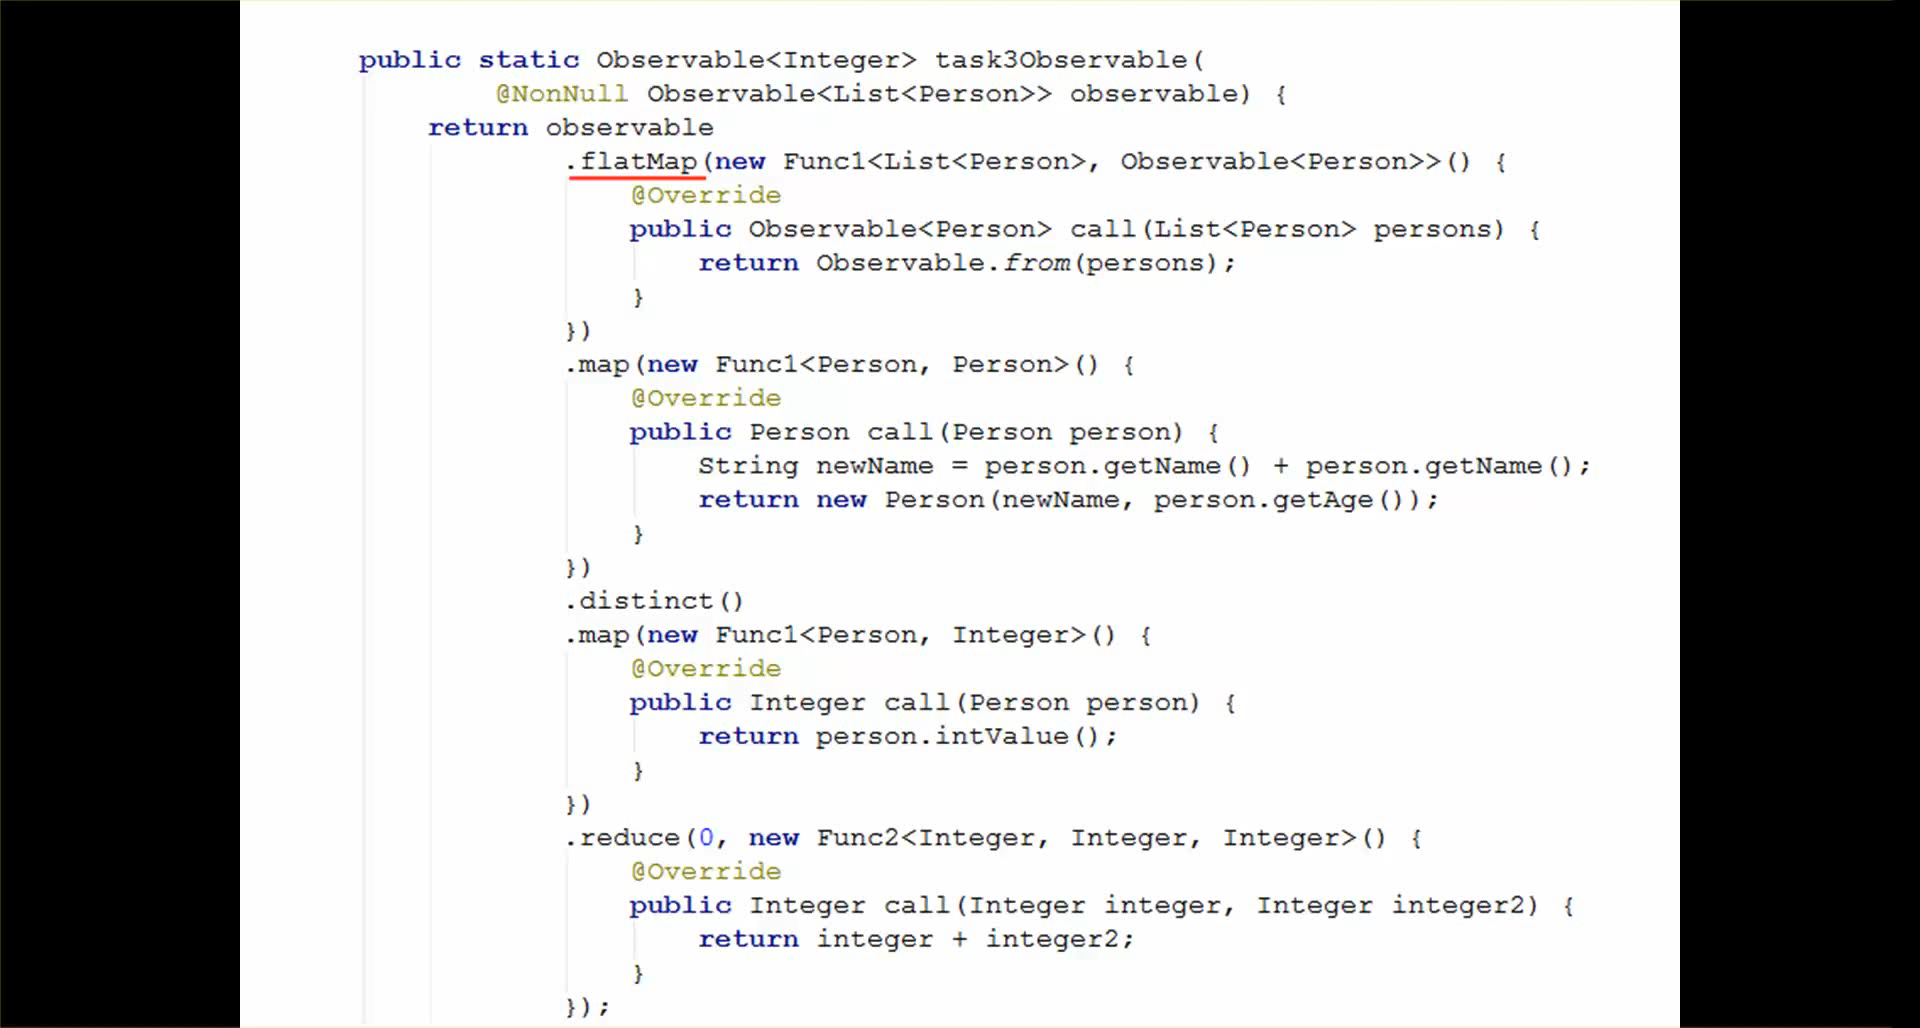 public static Observable<Integer> task3Observable(
@NonNull Observable<List<Person>> observable) {
return observable
.flatMap(new Func1<List<Person>, Observable<Person>>() {
@Override
public Observable<Person> call(List<Person> persons) {
return Observable.from(persons);
}
})
.map(new Func1<Person, Person>() {
@Override
public Person call(Person person) {
String newName = person.getName() + person.getName();
return new Person(newName, person.getAge());
}
})
.distinct()
.map(new Func1<Person, Integer>() {
@Override
public Integer call(Person person) {
return person.intValue();
}
})
.reduce(0, new Func2<Integer, Integer, Integer>() {
@Override
public Integer call(Integer integer, Integer integer2) {
return integer + integer2;
}
});